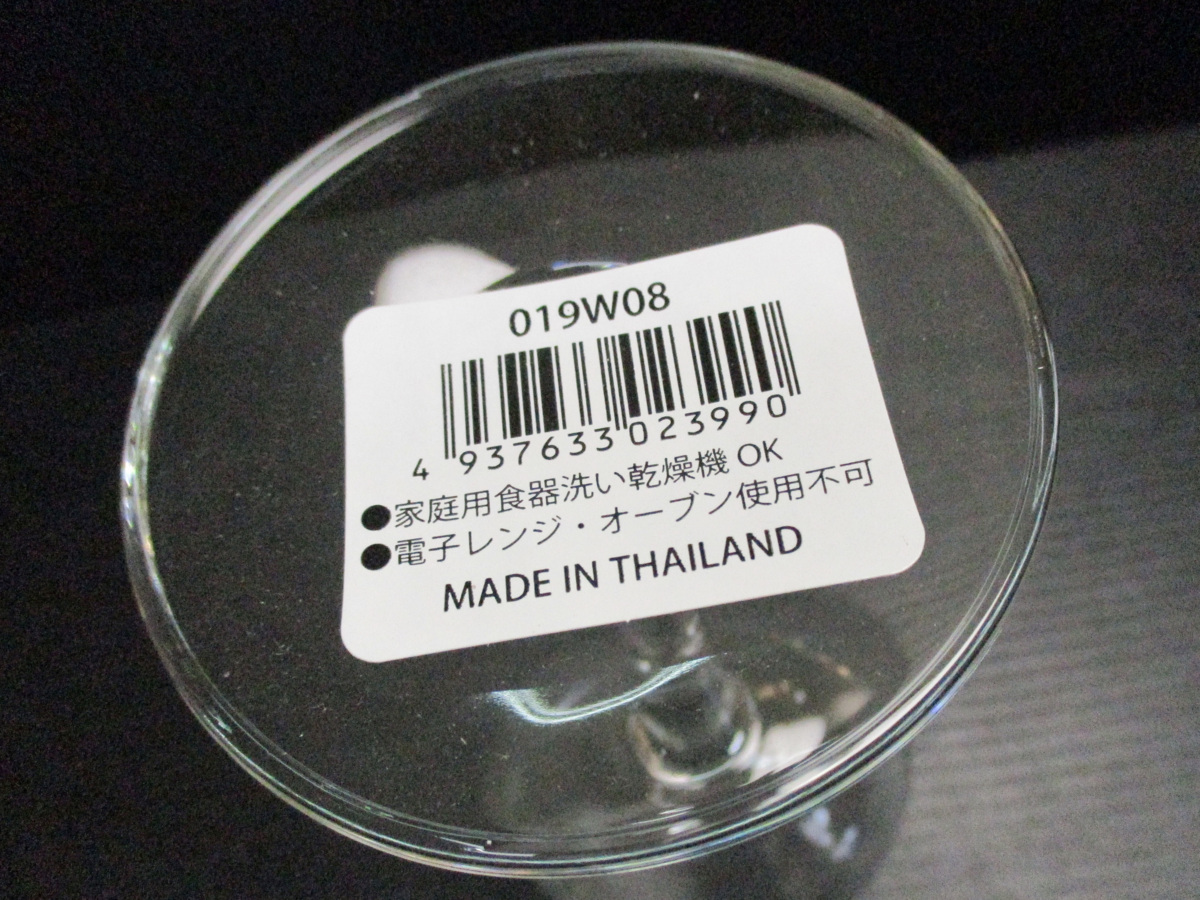 019W08
4 937633 023990
●家庭用食器洗い乾燥機 OK
●電子レンジ・オーブン使用不可
MADE IN THAILAND